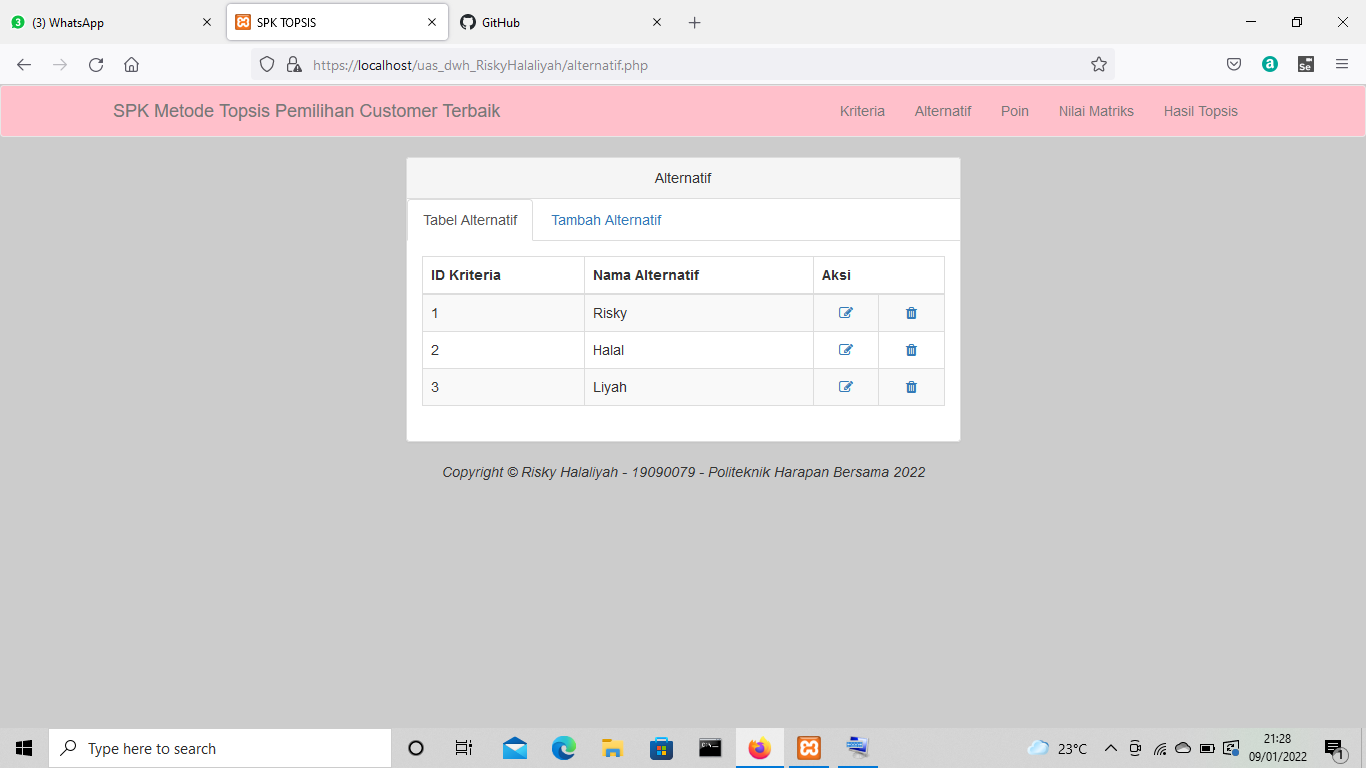 3 (3) WhatsApp SPK TOPSIS GitHub
https://localhost/uas_dwh_RiskyHalaliyah/alternatif.php a Se
SPK Metode Topsis Pemilihan Customer Terbaik Kriteria Alternatif Poin Nilai Matriks Hasil Topsis
Alternatif
Tabel Alternatif Tambah Alternatif
ID Kriteria Nama Alternatif Aksi
1 Risky
2 Halal
3 Liyah
Copyright © Risky Halaliyah - 19090079 - Politeknik Harapan Bersama 2022
Type here to search 23°C 21:28 1
09/01/2022